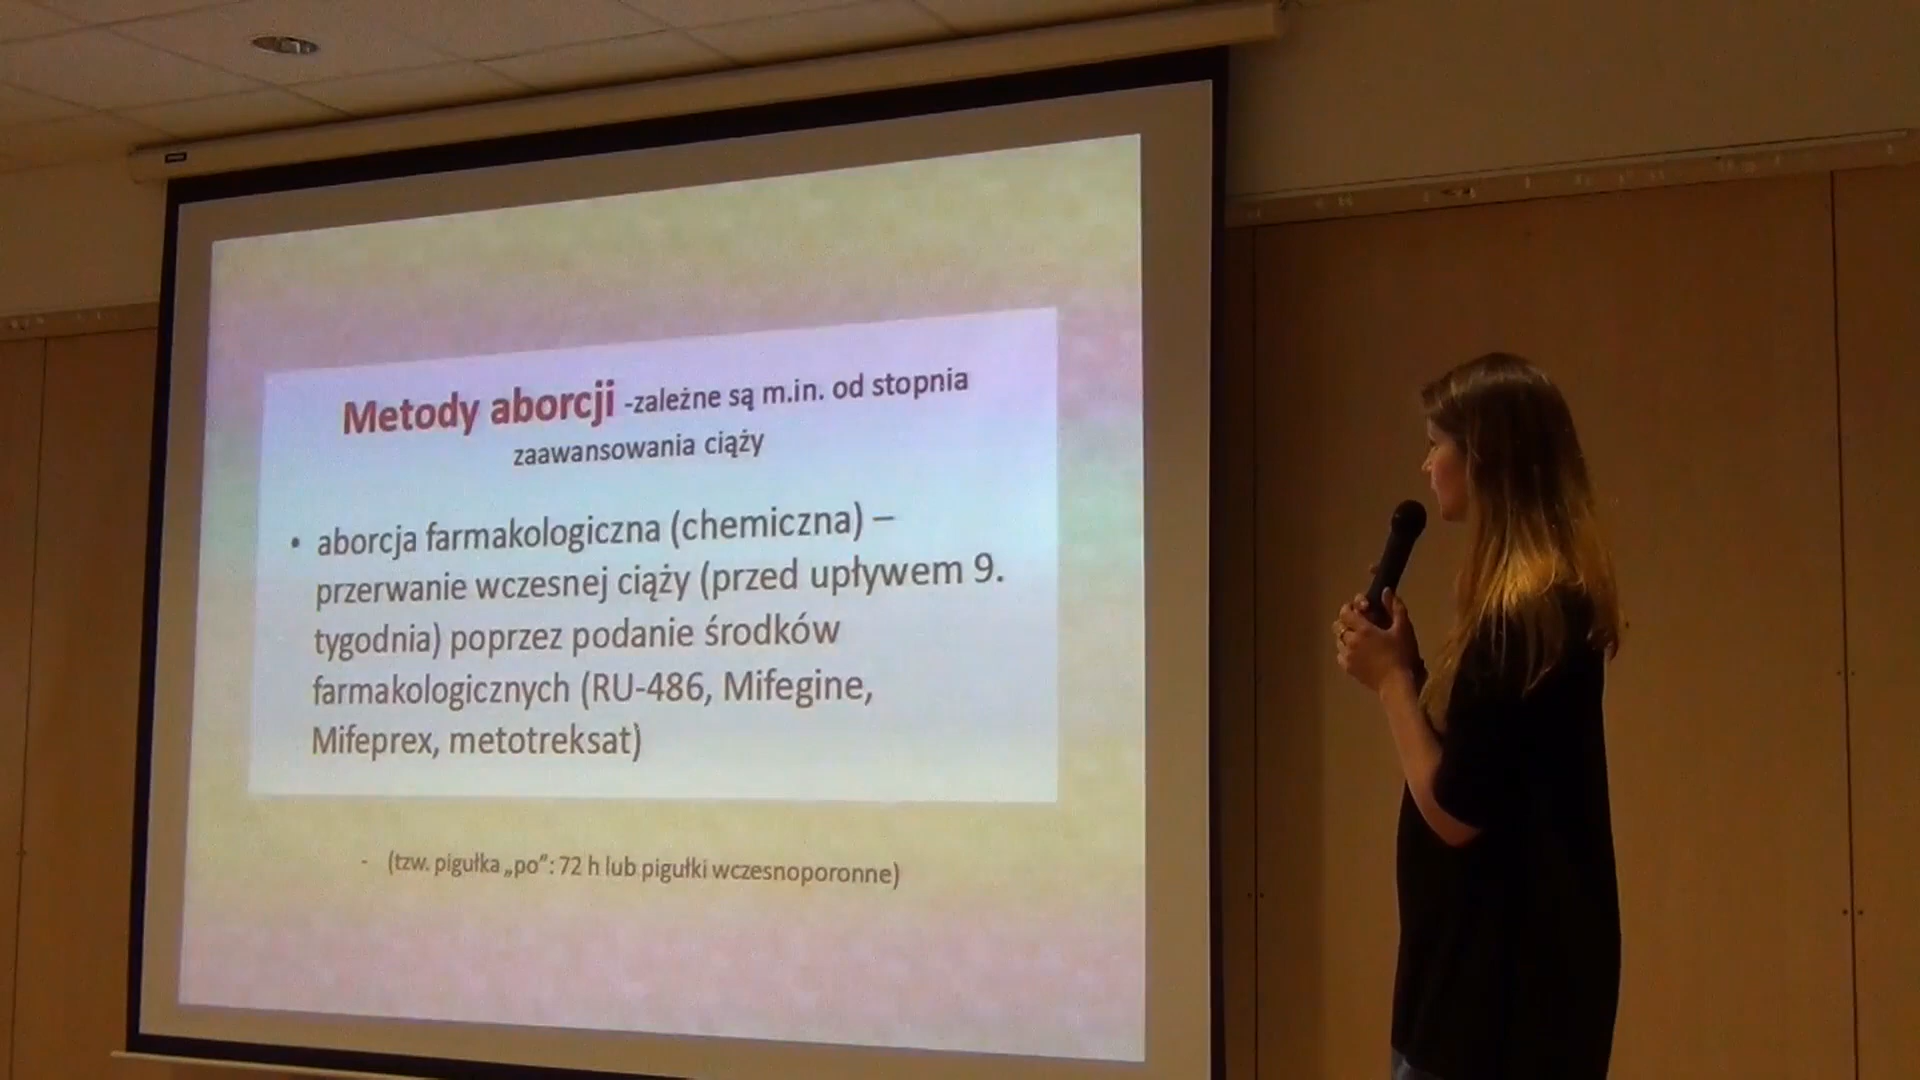 Metody aborcji -zależne są m.in. od stopnia
zaawansowania ciąży
• aborcja farmakologiczna (chemiczna) –
przerwanie wczesnej ciąży (przed upływem 9.
tygodnia) poprzez podanie środków
farmakologicznych (RU-486, Mifegine,
Mifeprex, metotreksat)
- (tzw. pigułka „po”: 72 h lub pigułki wczesnoporonne)